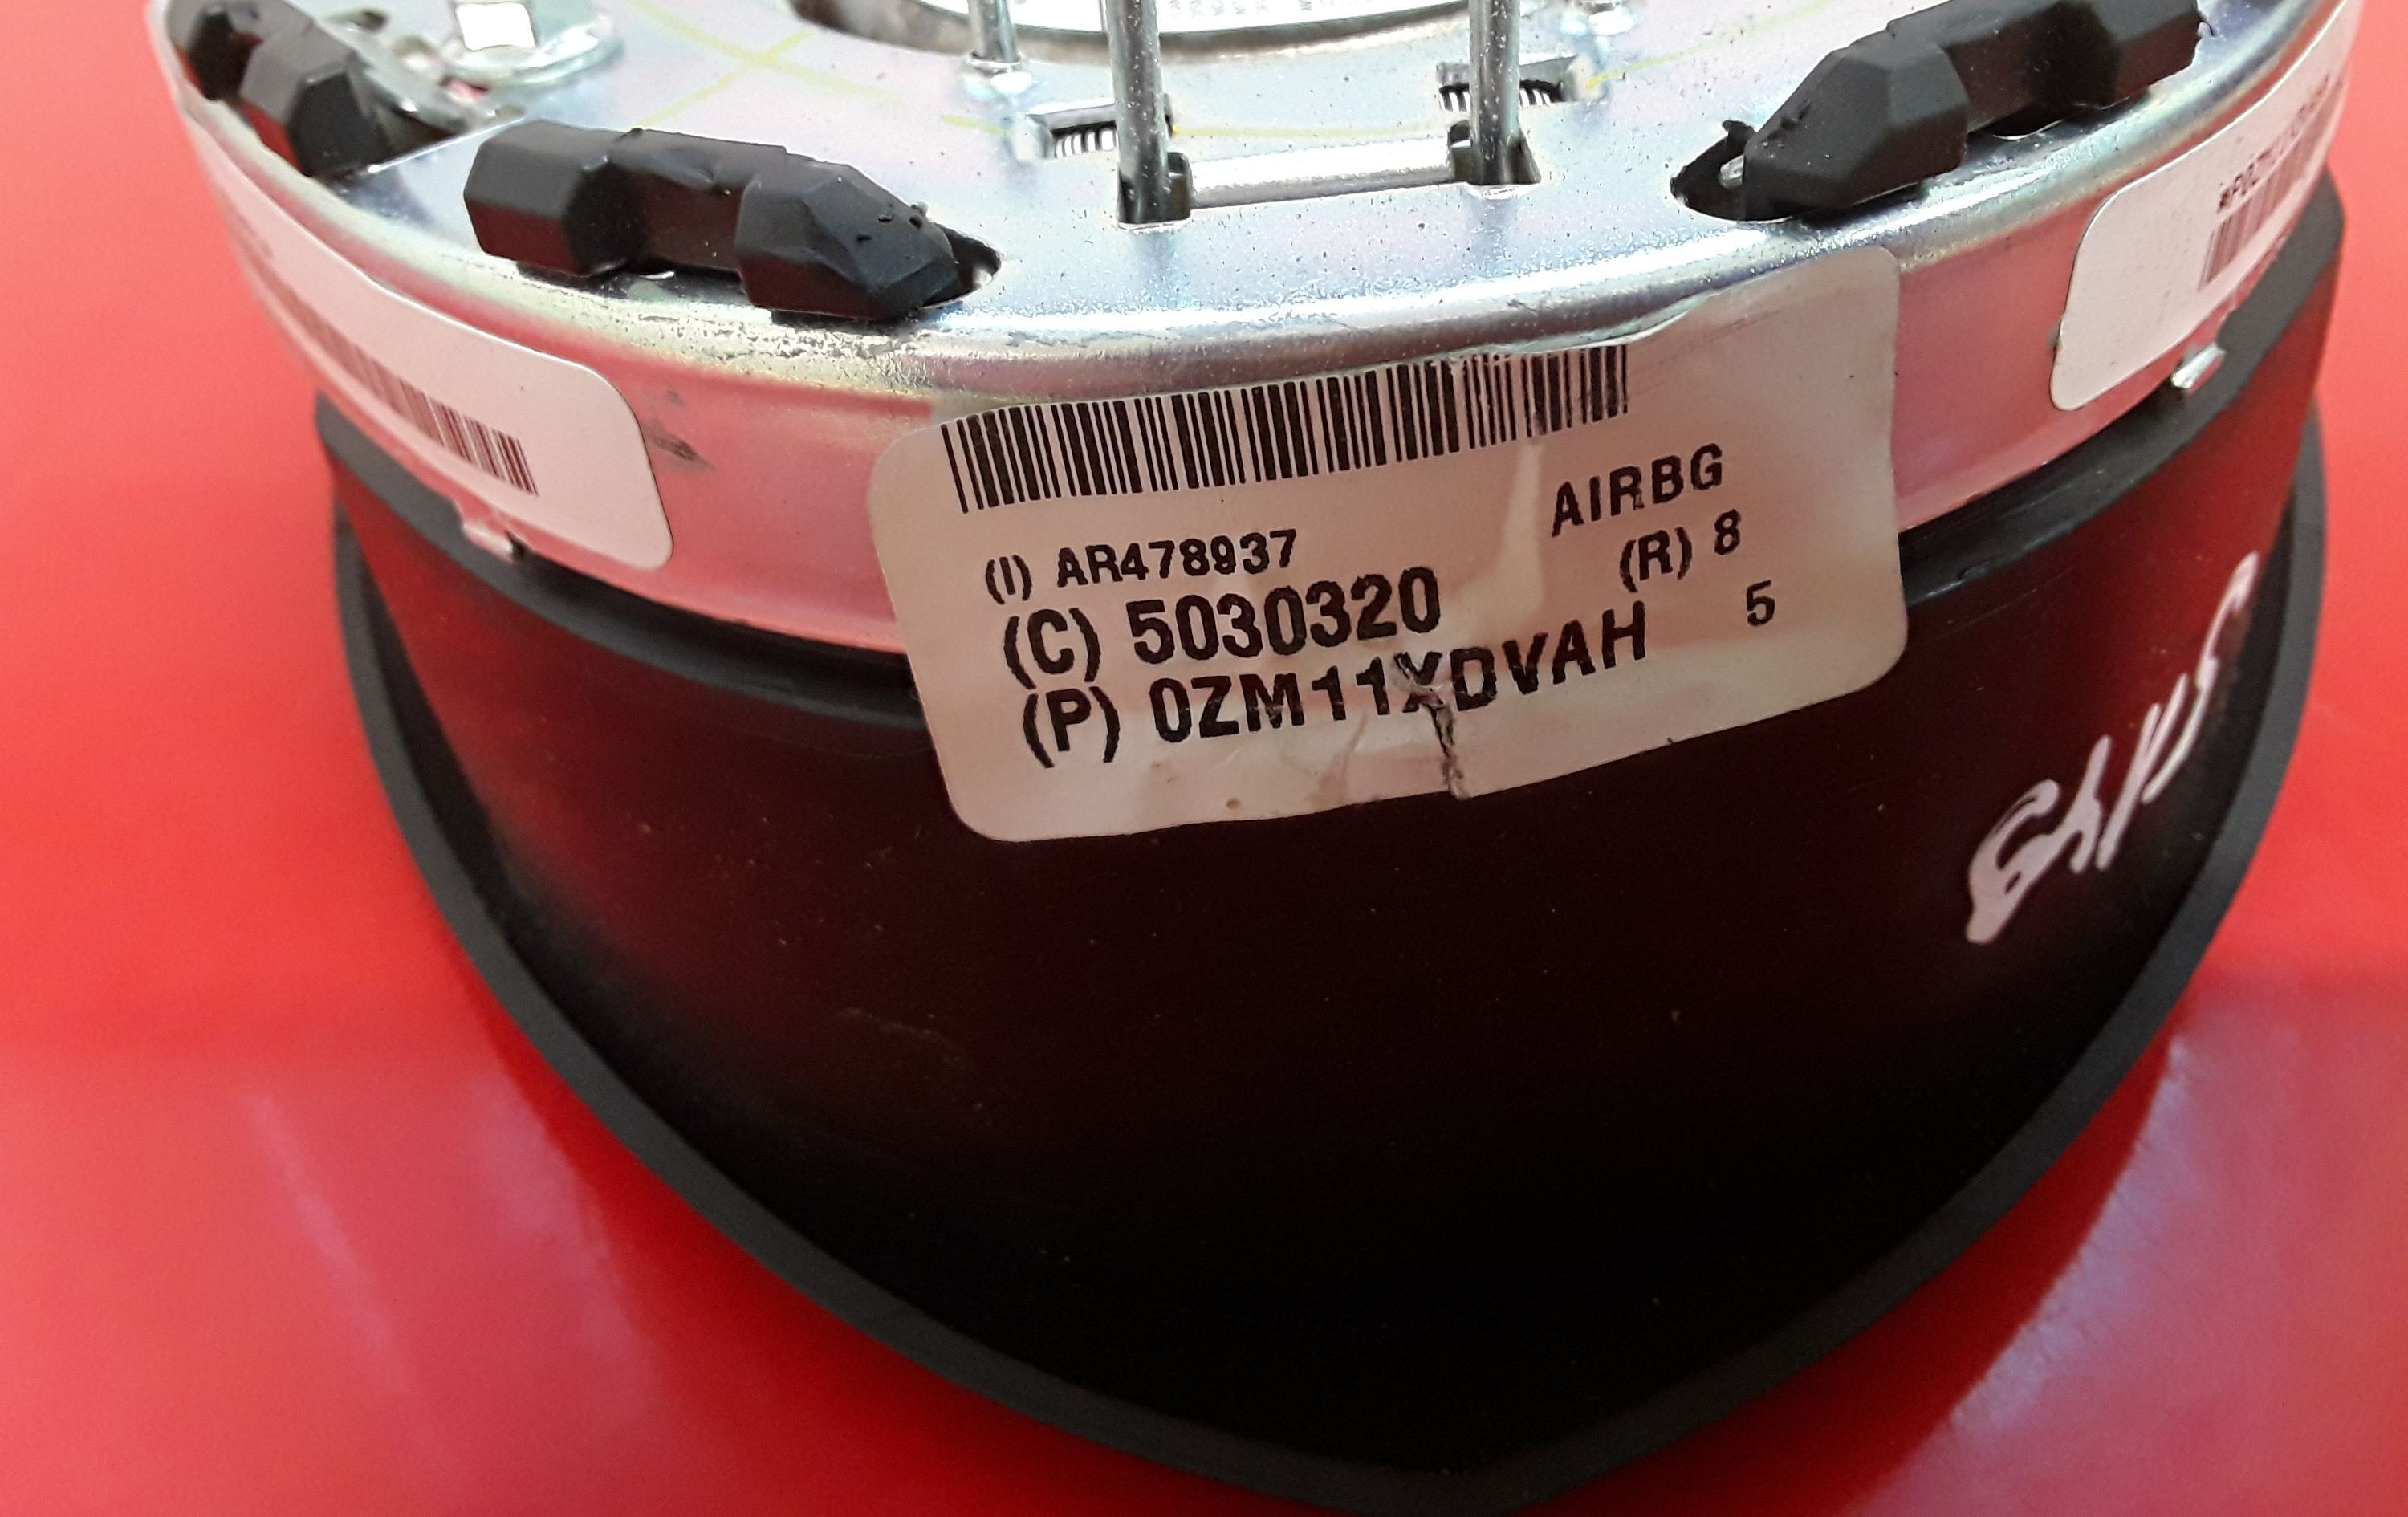 AIRBG
(I) AR478937
(R) 8
(C) 5030320
5
(P) 0ZM11XDVAH